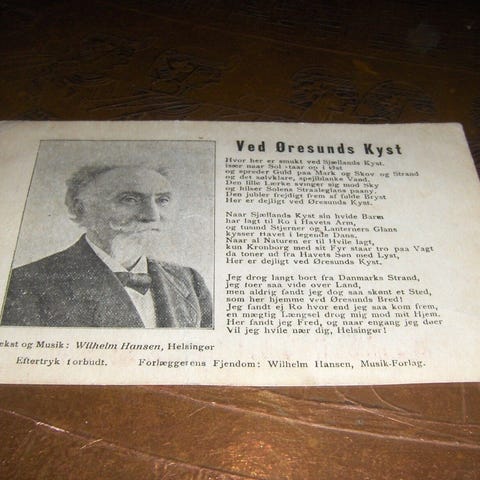 Ved Øresunds Kyst
Hvor her er smukt ved Sjællands Kyst.
især naar Sol staar op i Øst
og spreder Guld paa Mark og Skov og Strand
og det sølvklare, spejlblanke Vand,
Den lille Lærke svinger sig mod Sky
og hilser Solens Straaleglans paany.
Den jubler frejdigt frem af fulde Bryst
Her er dejligt ved Øresunds Kyst.
Naar Sjællands Kyst sin hvide Barm
har lagt til Ro i Havets Arm,
og tusind Stjerner og Lanterners Glans
kysser Havet i legende Dans.
Naar al Naturen er til Hvile lagt,
kun Kronborg med sit Fyr staar tro paa Vagt
da toner ud fra Havets Søn med Lyst,
Her er dejligt ved Øresunds Kyst,
Jeg drog langt bort fra Danmarks Strand,
jeg foer saa vide over Land,
men aldrig fandt jeg dog saa skønt et Sted,
som her hjemme ved Øresunds Bred!
jeg fandt ej Ro hvor end jeg saa kom frem,
en mægtig Længsel drog mig mod mit Hjem.
Her fandt jeg Fred, og naar engang jeg døer
Vil jeg hvile nær dig, Helsingør!
ekst og Musik: Wilhelm Hansen, Helsingør
Eftertryk forbudt. Forlæggerens Fjendom: Wilhelm Hansen, Musik-Forlag.